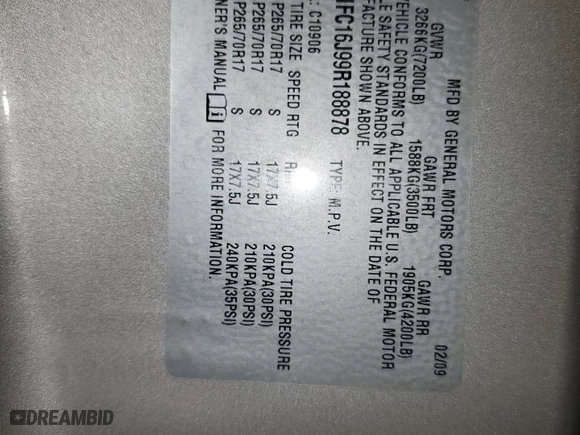 MFD BY GENERAL MOTORS CORP. 02/09
GVWR GAWR FRT GAWR RR
3266KG(7200LB) 1588KG(3500LB) 1905KG(4200LB)
VEHICLE CONFORMS TO ALL APPLICABLE U.S. FEDERAL MOTOR
E SAFETY STANDARDS IN EFFECT ON THE DATE OF
FACTURE SHOWN ABOVE.
FC16J99R188878 TYPE: M.P.V.
: C10906
TIRE SIZE SPEED RTG COLD TIRE PRESSURE
P265/70R17 S 17X7.5J 210KPA(30PSI)
P265/70R17 S 17X7.5J 210KPA(30PSI)
P265/70R17 S 17X7.5J 240KPA(35PSI)
NER'S MANUAL i FOR MORE INFORMATION.
DREAMBID